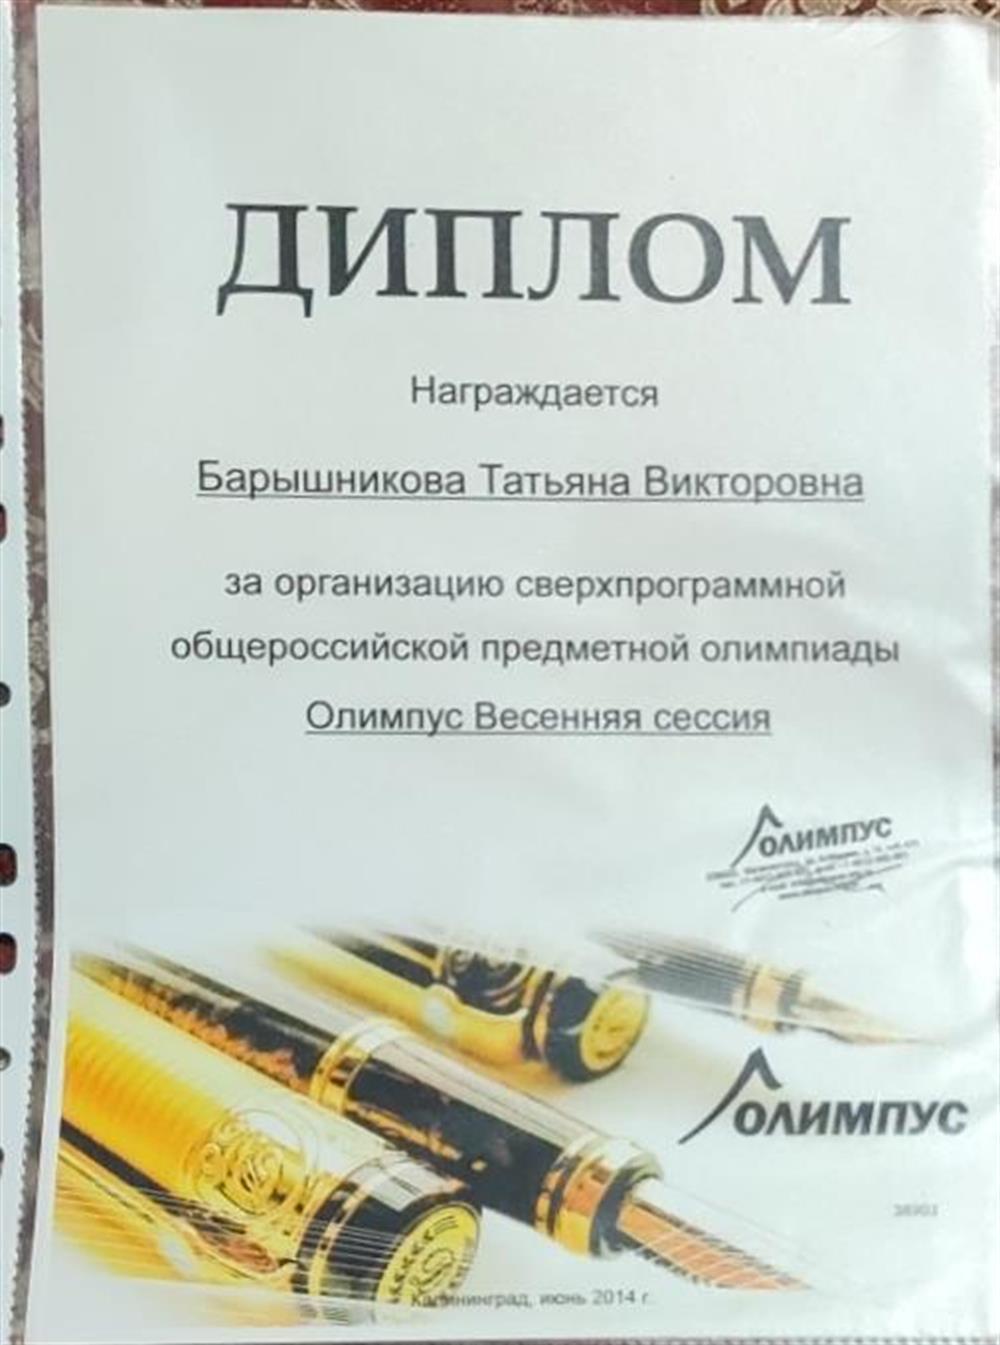 ДИПЛОМ
Награждается
Барышникова Татьяна Викторовна
за организацию сверхпрограммной
общероссийской предметной олимпиады
Олимпус Весенняя сессия
ОЛИМПУС
ОЛИМПУС
Калининград, июнь 2014 г.